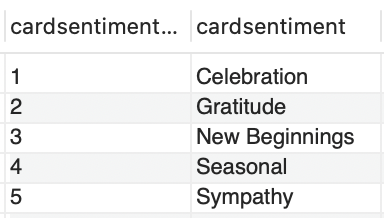 cardsentiment... cardsentiment
1 Celebration
2 Gratitude
3 New Beginnings
4 Seasonal
5 Sympathy